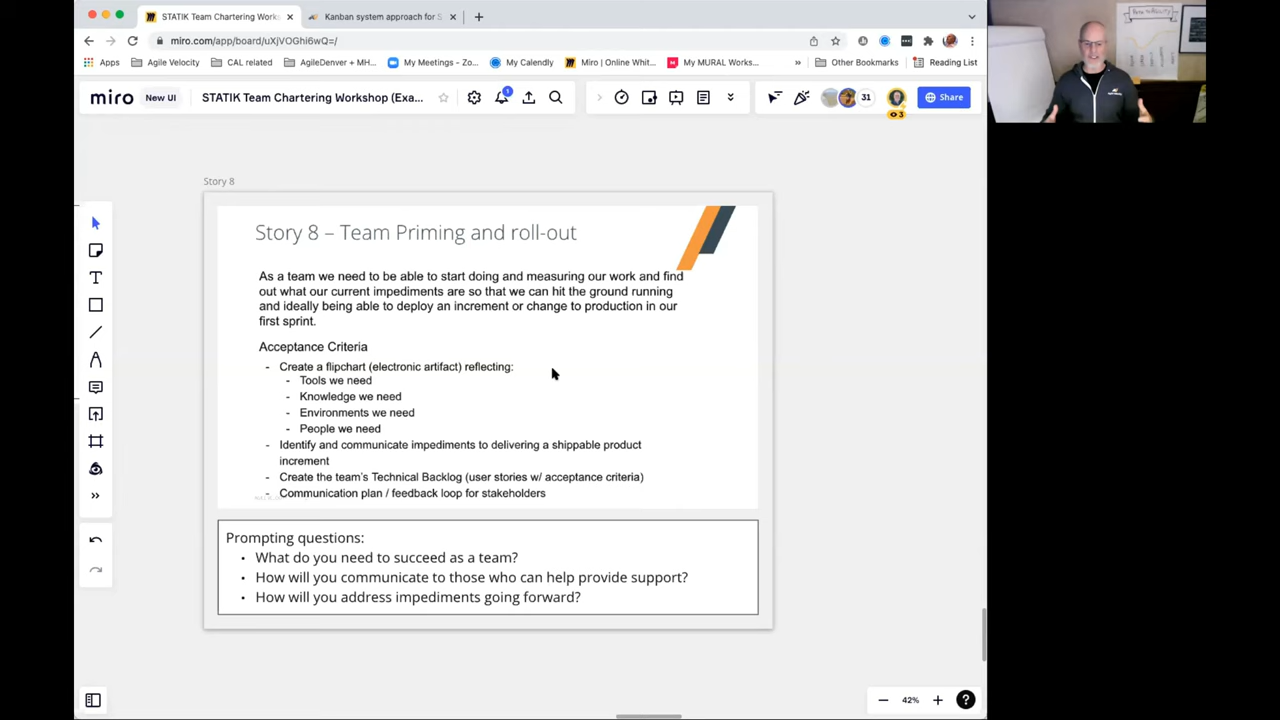 STATIK Team Chartering Works
Kanban system approach for S
miro.com/app/board/uXjVOGhi6wQ=/
Apps
Agile Velocity
CAL related
AgileDenver + MH...
My Meetings - Zo...
My Calendly
Miro | Online Whit...
My MURAL Works...
»
Other Bookmarks
Reading List
miro
New UI
STATIK Team Chartering Workshop (Exa...
1
31
Share
3
Story 8
Story 8 – Team Priming and roll-out
As a team we need to be able to start doing and measuring our work and find
out what our current impediments are so that we can hit the ground running
and ideally being able to deploy an increment or change to production in our
first sprint.
Acceptance Criteria
- Create a flipchart (electronic artifact) reflecting:
- Tools we need
- Knowledge we need
- Environments we need
- People we need
- Identify and communicate impediments to delivering a shippable product
increment
- Create the team's Technical Backlog (user stories w/ acceptance criteria)
- Communication plan / feedback loop for stakeholders
Prompting questions:
• What do you need to succeed as a team?
• How will you communicate to those who can help provide support?
• How will you address impediments going forward?
42%